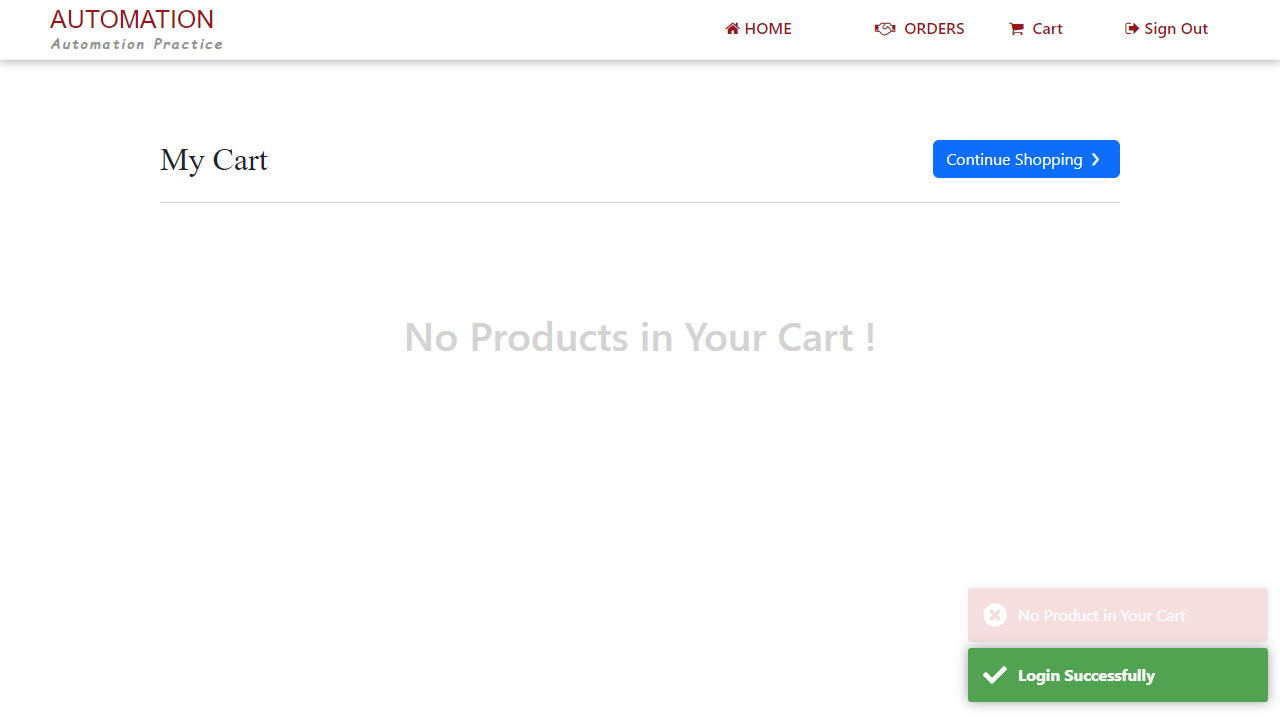 AUTOMATION
Automation Practice
HOME
ORDERS
Cart
Sign Out
My Cart
Continue Shopping ❯
No Products in Your Cart !
No Product in Your Cart
Login Successfully